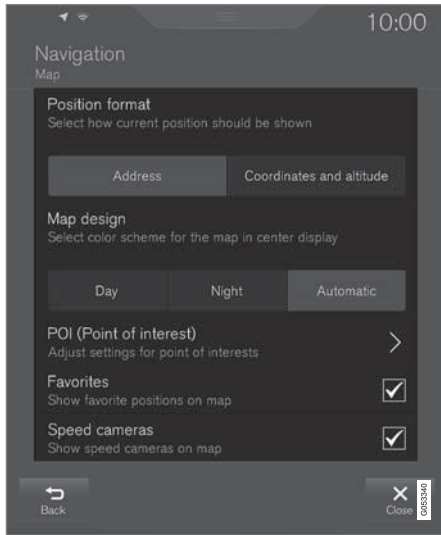 10:00
Navigation
Map
Position format
Select how current position should be shown
Address
Coordinates and altitude
Map design
Select color scheme for the map in center display
Day
Night
Automatic
POI (Point of interest)
Adjust settings for point of interests
Favorites
Show favorite positions on map
Speed cameras
Show speed cameras on map
Back
Close
G053340